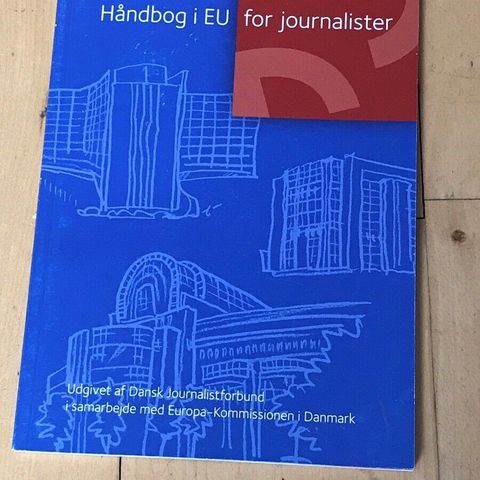 Håndbog i EU for journalister
Udgivet af Dansk Journalistforbund
i samarbejde med Europa-Kommissionen i Danmark